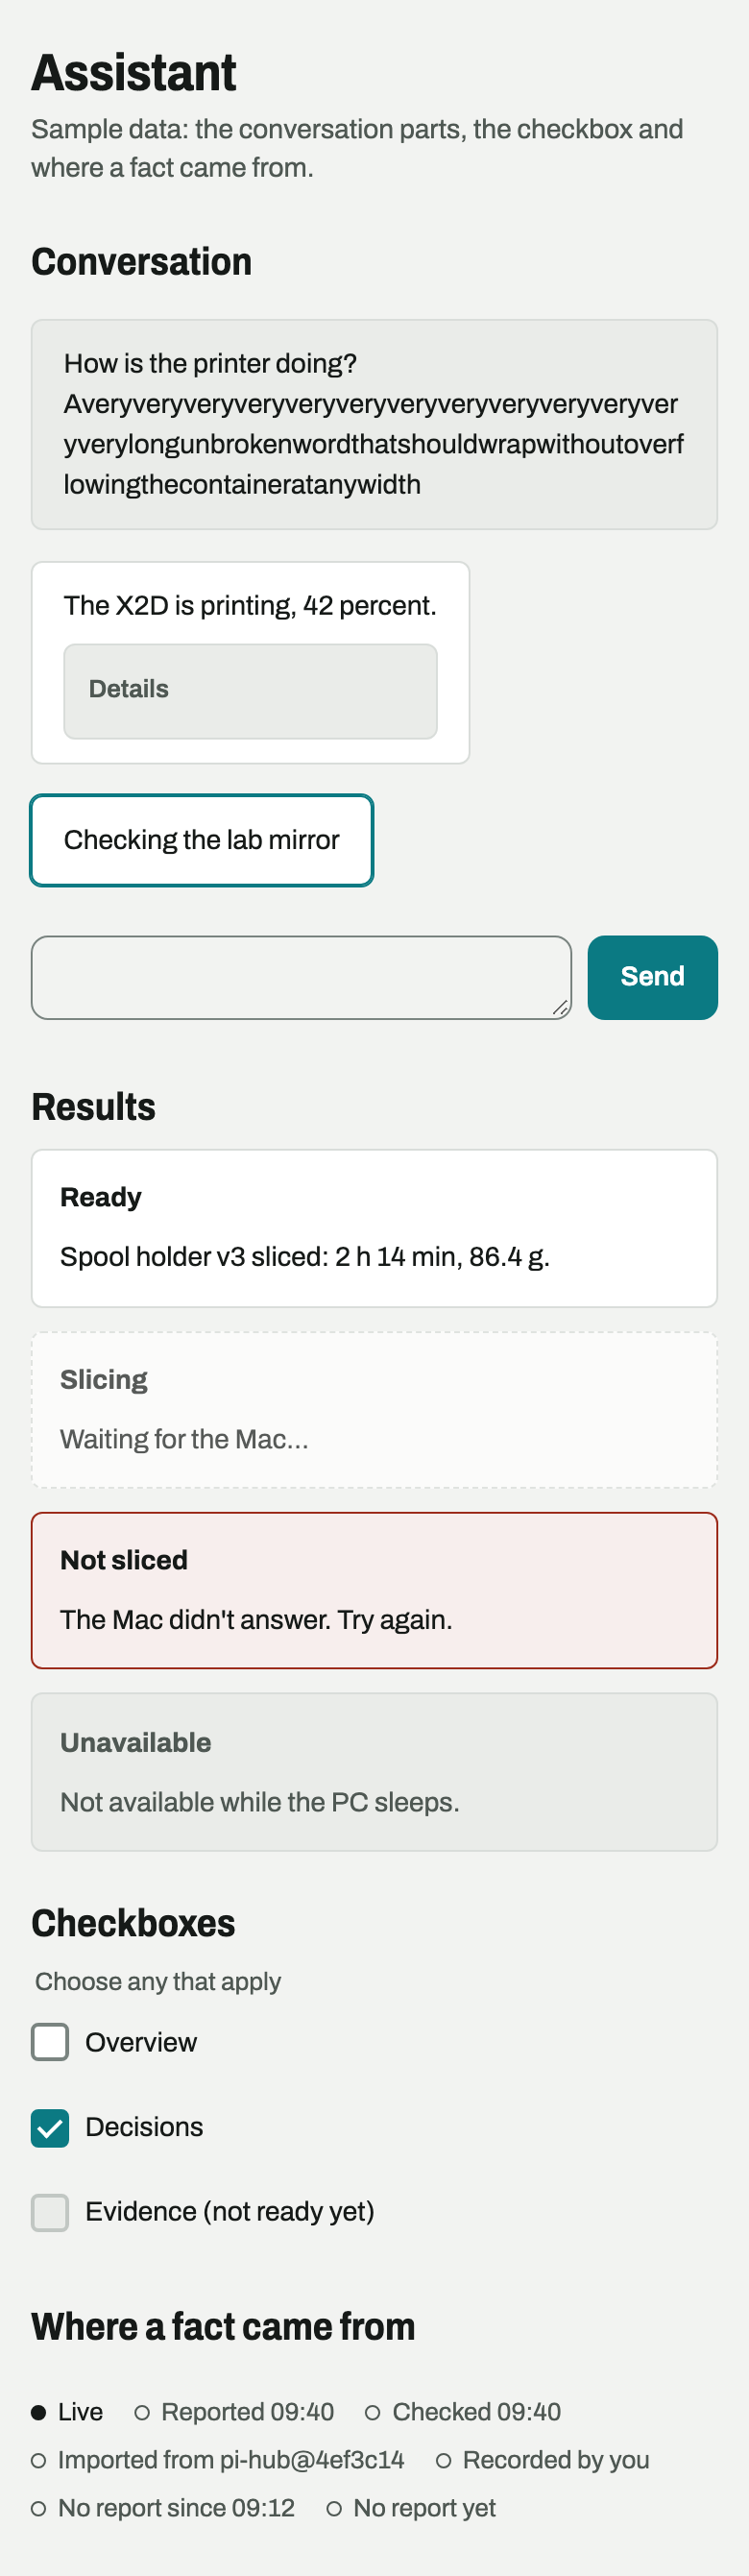 Assistant
Sample data: the conversation parts, the checkbox and
where a fact came from.
Conversation
How is the printer doing?
Averyveryveryveryveryveryveryveryveryveryveryver
yverylongunbrokenwordthatshouldwrapwithoutoverf
lowingthecontaineratanywidth
The X2D is printing, 42 percent.
Details
Checking the lab mirror
Send
Results
Ready
Spool holder v3 sliced: 2 h 14 min, 86.4 g.
Slicing
Waiting for the Mac...
Not sliced
The Mac didn't answer. Try again.
Unavailable
Not available while the PC sleeps.
Checkboxes
Choose any that apply
Overview
Decisions
Evidence (not ready yet)
Where a fact came from
Live Reported 09:40 Checked 09:40
Imported from pi-hub@4ef3c14 Recorded by you
No report since 09:12 No report yet